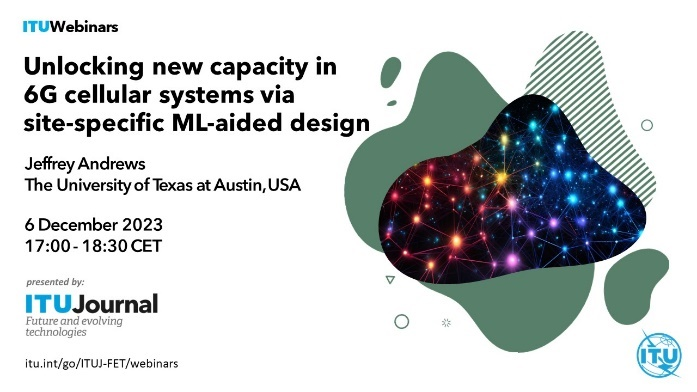 ITUWebinars
Unlocking new capacity in
6G cellular systems via
site-specific ML-aided design
Jeffrey Andrews
The University of Texas at Austin, USA
6 December 2023
17:00 - 18:30 CET
presented by:
ITUJournal
Future and evolving
technologies
itu.int/go/ITUJ-FET/webinars
ITU